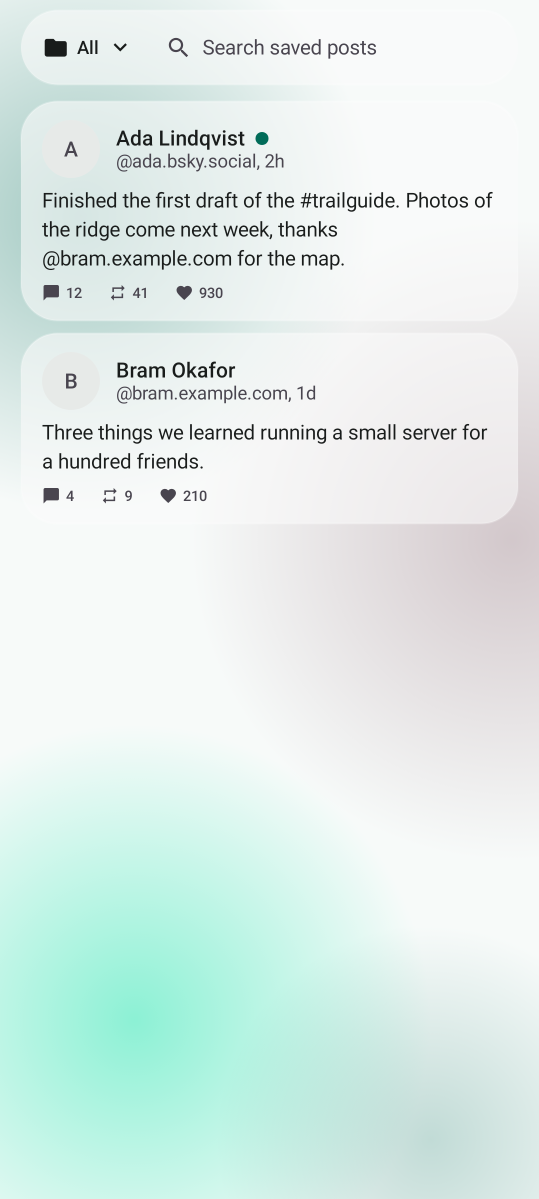 All
Search saved posts
A
Ada Lindqvist
@ada.bsky.social, 2h
Finished the first draft of the #trailguide. Photos of
the ridge come next week, thanks
@bram.example.com for the map.
12 41 930
B
Bram Okafor
@bram.example.com, 1d
Three things we learned running a small server for
a hundred friends.
4 9 210